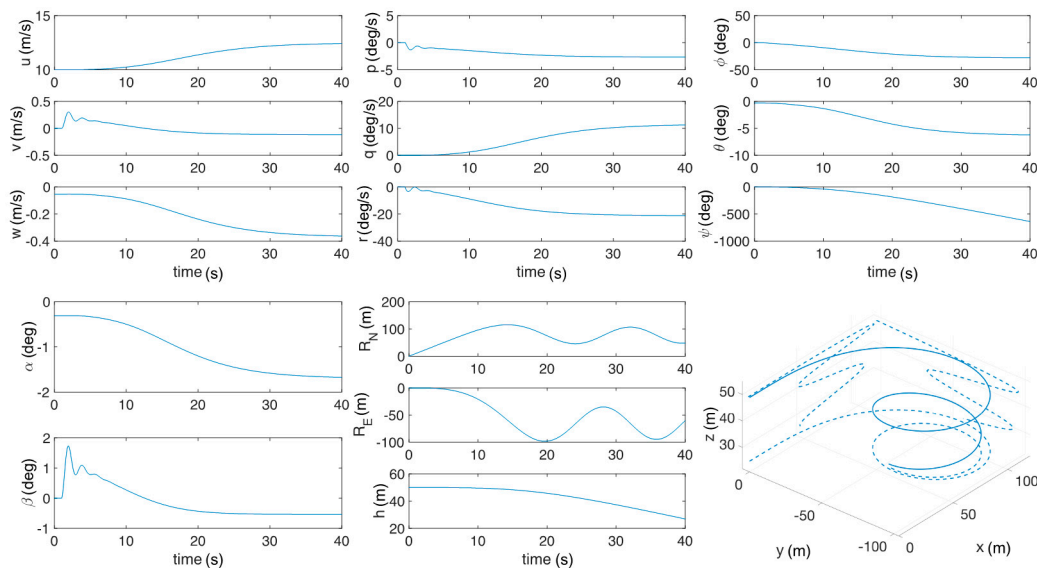 15
10
u (m/s)
0 10 20 30 40
5
0
-5
p (deg/s)
0 10 20 30 40
50
0
-50
ϕ (deg)
0 10 20 30 40
0.5
0
-0.5
v (m/s)
0 10 20 30 40
20
10
0
q (deg/s)
0 10 20 30 40
0
-5
-10
θ (deg)
0 10 20 30 40
0
-0.2
-0.4
w (m/s)
0 10 20 30 40
time (s)
0
-20
-40
r (deg/s)
0 10 20 30 40
time (s)
0
-500
-1000
ψ (deg)
0 10 20 30 40
time (s)
0
-1
-2
α (deg)
0 10 20 30 40
200
100
0
R_N (m)
0 10 20 30 40
0
-50
-100
R_E (m)
0 10 20 30 40
2
1
0
-1
β (deg)
0 10 20 30 40
time (s)
60
40
20
h (m)
0 10 20 30 40
time (s)
50
40
30
z (m)
0
-50
-100
y (m)
0
50
100
x (m)